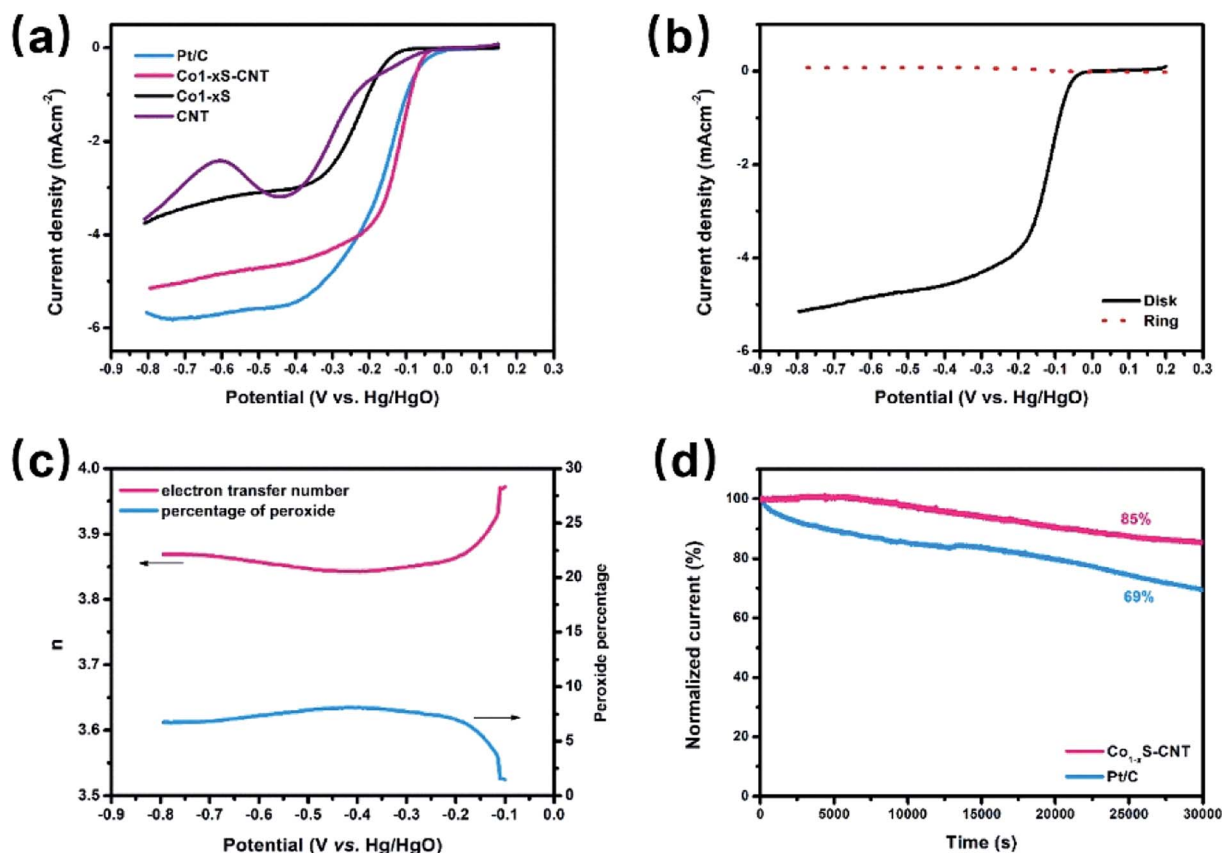 (a)
Pt/C
Co1-xS-CNT
Co1-xS
CNT
0
-2
-4
-6
Current density (mAcm⁻²)
-0.9 -0.8 -0.7 -0.6 -0.5 -0.4 -0.3 -0.2 -0.1 0.0 0.1 0.2 0.3
Potential (V vs. Hg/HgO)
(b)
0
-2
-4
-6
Current density (mAcm⁻²)
Disk
Ring
-0.9 -0.8 -0.7 -0.6 -0.5 -0.4 -0.3 -0.2 -0.1 0.0 0.1 0.2 0.3
Potential (V vs. Hg/HgO)
(c)
electron transfer number
percentage of peroxide
4.0
3.9
3.8
3.7
3.6
3.5
n
30
25
20
15
10
5
0
Peroxide percentage
-0.9 -0.8 -0.7 -0.6 -0.5 -0.4 -0.3 -0.2 -0.1 0.0
Potential (V vs. Hg/HgO)
(d)
100
80
60
40
20
0
Normalized current (%)
85%
69%
Co₁₋ₓS-CNT
Pt/C
0 5000 10000 15000 20000 25000 30000
Time (s)